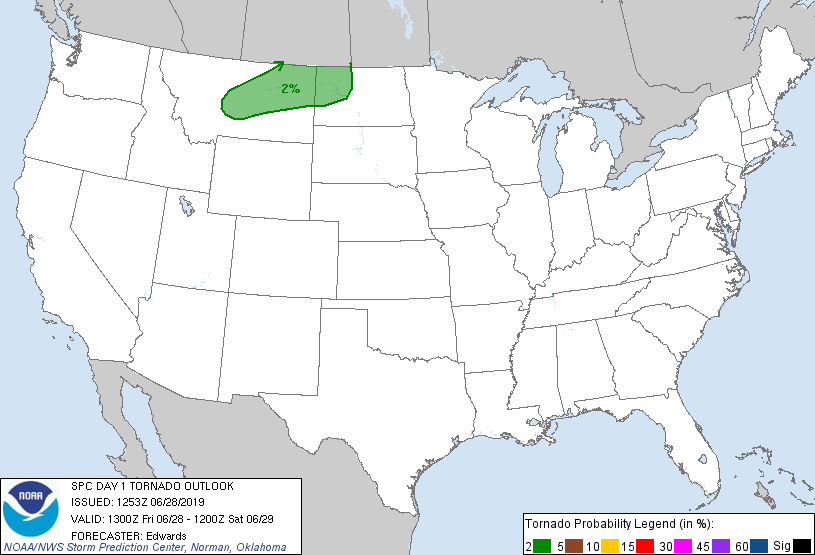 2%
NOAA
SPC DAY 1 TORNADO OUTLOOK
ISSUED: 1253Z 06/28/2019
VALID: 1300Z Fri 06/28 - 1200Z Sat 06/29
FORECASTER: Edwards
NOAA/NWS Storm Prediction Center, Norman, Oklahoma
Tornado Probability Legend (in %):
2 5 10 15 30 45 60 Sig